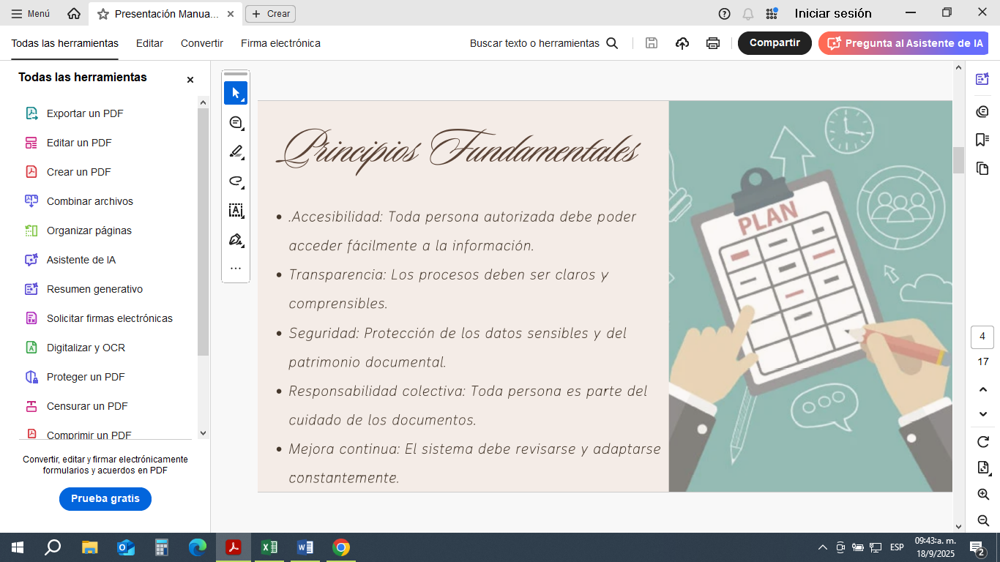 Menú
Presentación Manua...
Crear
Iniciar sesión
Todas las herramientas
Editar
Convertir
Firma electrónica
Buscar texto o herramientas
Compartir
Pregunta al Asistente de IA
Todas las herramientas
Exportar un PDF
Editar un PDF
Crear un PDF
Combinar archivos
Organizar páginas
Asistente de IA
Resumen generativo
Solicitar firmas electrónicas
Digitalizar y OCR
Proteger un PDF
Censurar un PDF
Comprimir un PDF
Convertir, editar y firmar electrónicamente
formularios y acuerdos en PDF
Prueba gratis
Principios Fundamentales
• .Accesibilidad: Toda persona autorizada debe poder
acceder fácilmente a la información.
• Transparencia: Los procesos deben ser claros y
comprensibles.
• Seguridad: Protección de los datos sensibles y del
patrimonio documental.
• Responsabilidad colectiva: Toda persona es parte del
cuidado de los documentos.
• Mejora continua: El sistema debe revisarse y adaptarse
constantemente.
PLAN
4
17
ESP
09:43:a. m.
18/9/2025
2